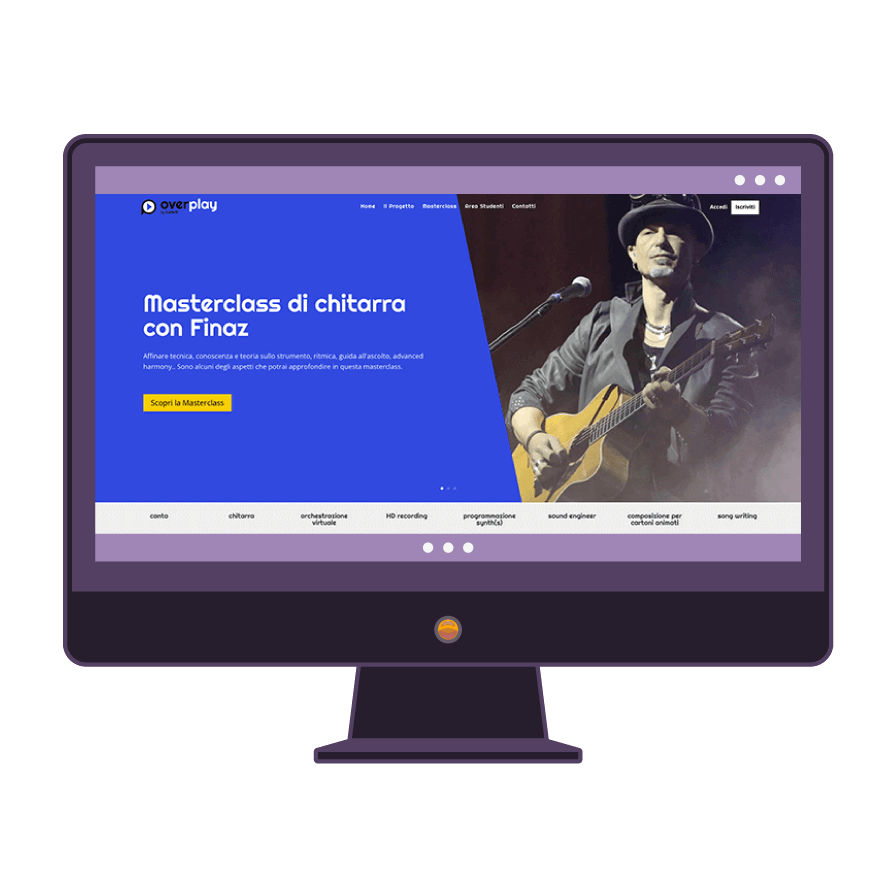 overplay
Home Il Progetto Masterclass Area Studenti Contatti
Accedi Iscriviti
Masterclass di chitarra
con Finaz
Affinare tecnica, conoscenza e teoria sullo strumento, ritmica, guida all'ascolto, advanced
harmony.. Sono alcuni degli aspetti che potrai approfondire in questa masterclass.
Scopri la Masterclass
canto chitarra orchestrazione HD recording programmazione sound engineer composizione per song writing
virtuale synth(s) cartoni animati